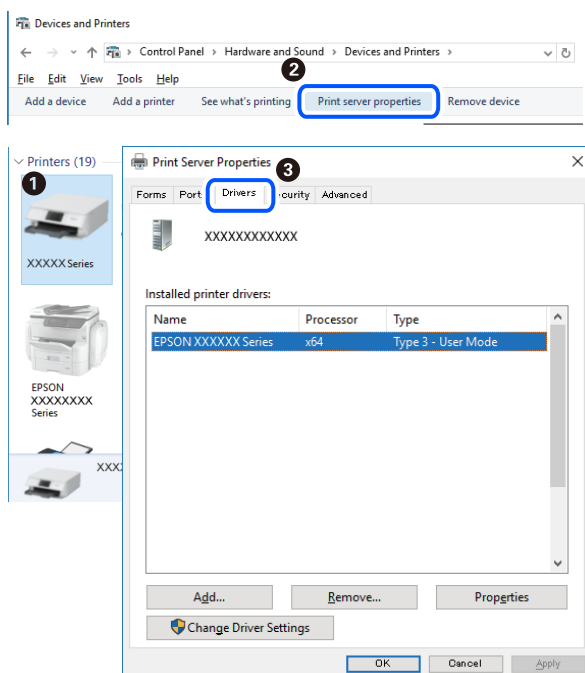 Devices and Printers
Control Panel > Hardware and Sound > Devices and Printers >
2
File Edit View Tools Help
Add a device Add a printer See what's printing Print server properties Remove device
Printers (19)
1
XXXXX Series
EPSON
XXXXXXXX
Series
XXX
Print Server Properties
3
Forms Port Drivers curity Advanced
XXXXXXXXXXXX
Installed printer drivers:
Name Processor Type
EPSON XXXXXX Series x64 Type 3 - User Mode
Add... Remove... Properties
Change Driver Settings
OK Cancel Apply